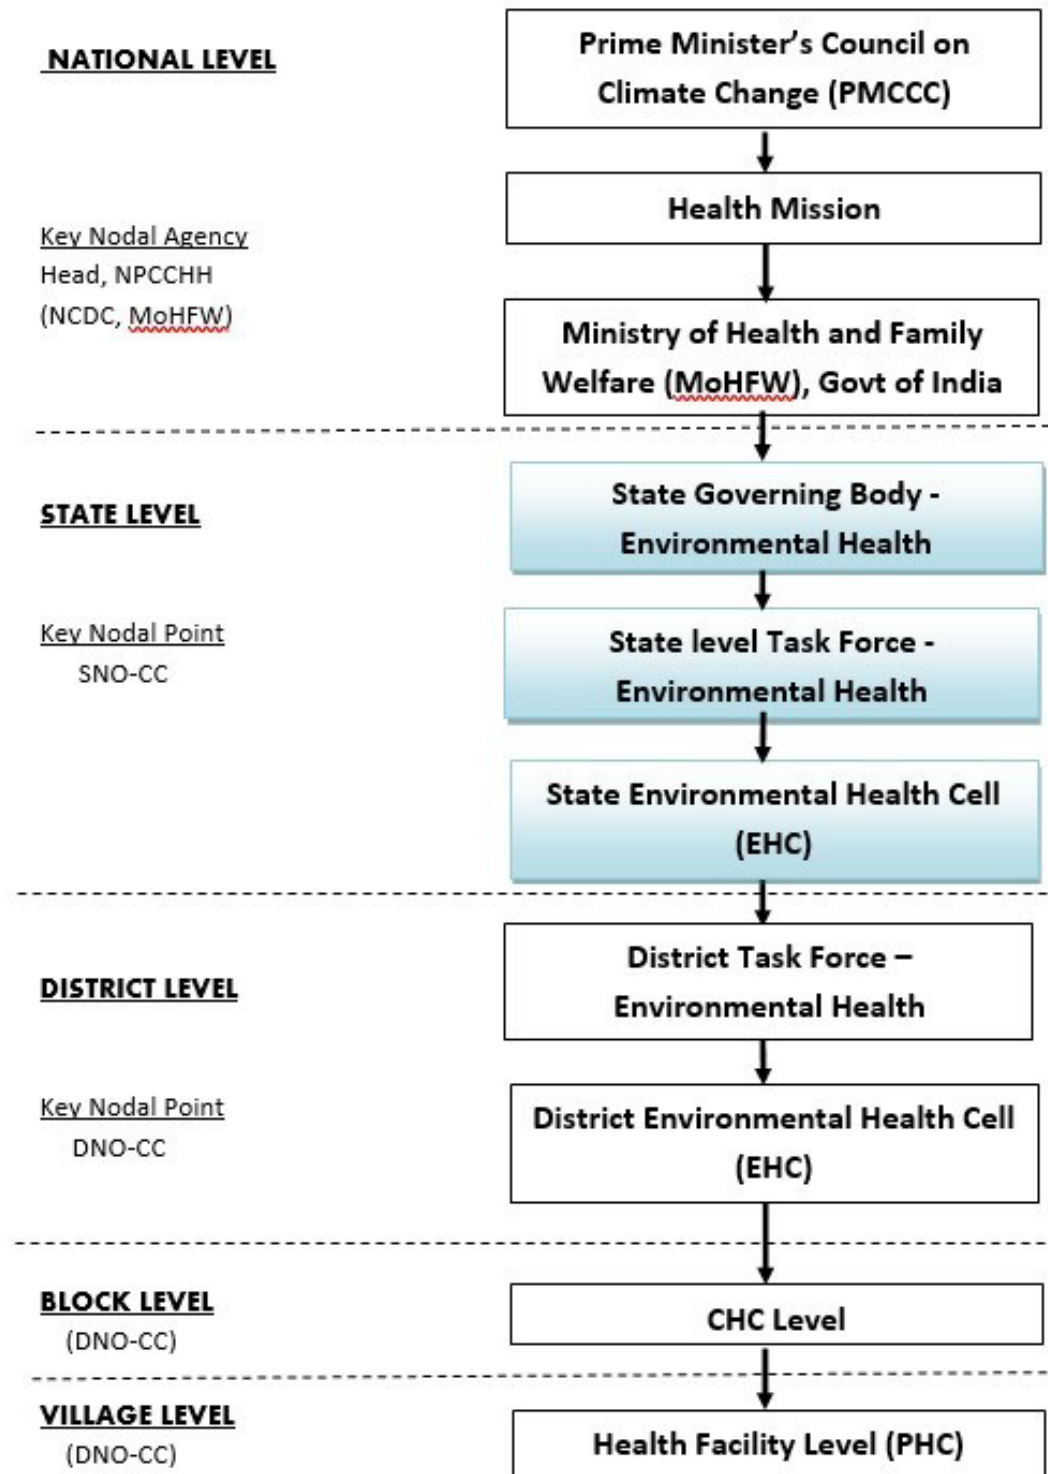 NATIONAL LEVEL
Prime Minister’s Council on
Climate Change (PMCCC)
Health Mission
Key Nodal Agency
Head, NPCCHH
(NCDC, MoHFW)
Ministry of Health and Family
Welfare (MoHFW), Govt of India
STATE LEVEL
State Governing Body -
Environmental Health
Key Nodal Point
SNO-CC
State level Task Force -
Environmental Health
State Environmental Health Cell
(EHC)
DISTRICT LEVEL
District Task Force –
Environmental Health
Key Nodal Point
DNO-CC
District Environmental Health Cell
(EHC)
BLOCK LEVEL
(DNO-CC)
CHC Level
VILLAGE LEVEL
(DNO-CC)
Health Facility Level (PHC)